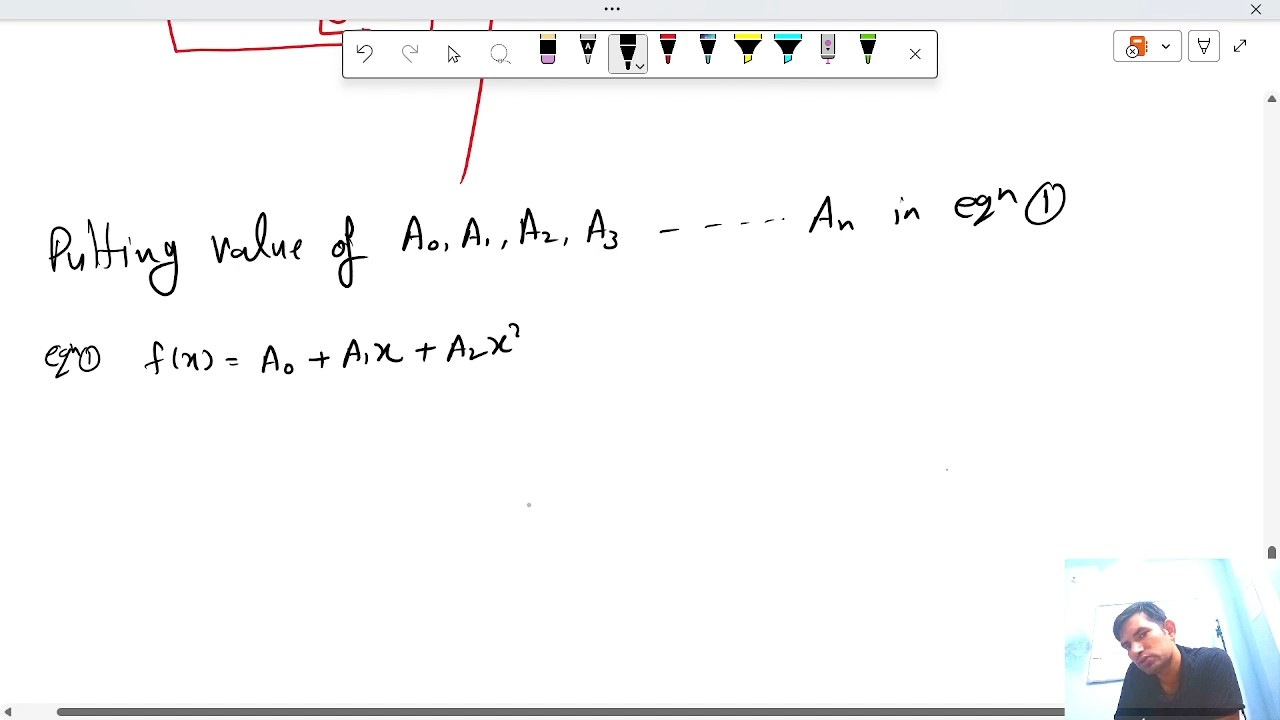 Putting value of A₀, A₁, A₂, A₃ - - - - .. Aₙ in eqⁿ ①
eqⁿ① f(x) = A₀ + A₁x + A₂x²